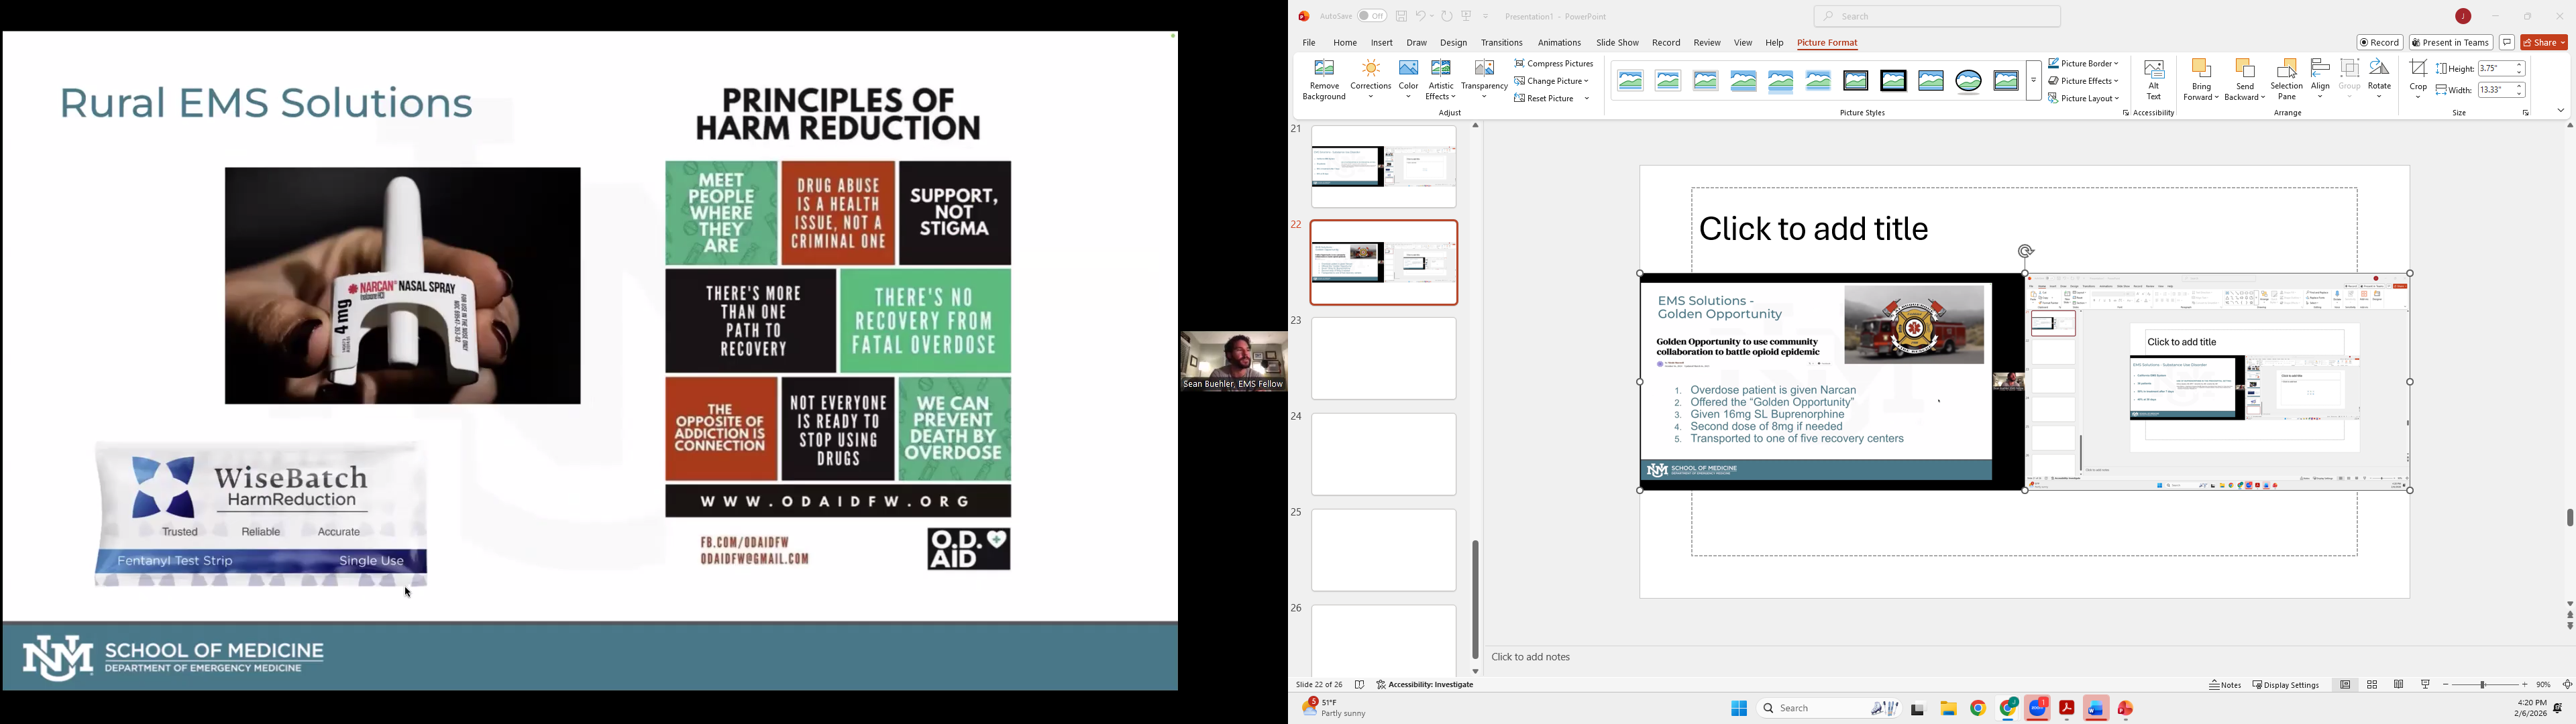 Rural EMS Solutions
NARCAN® NASAL SPRAY
4 mg
WiseBatch
HarmReduction
Trusted Reliable Accurate
Fentanyl Test Strip Single Use
PRINCIPLES OF
HARM REDUCTION
MEET
PEOPLE
WHERE
THEY
ARE
DRUG ABUSE
IS A HEALTH
ISSUE, NOT A
CRIMINAL ONE
SUPPORT,
NOT
STIGMA
THERE'S MORE
THAN ONE
PATH TO
RECOVERY
THERE'S NO
RECOVERY FROM
FATAL OVERDOSE
THE
OPPOSITE OF
ADDICTION IS
CONNECTION
NOT EVERYONE
IS READY TO
STOP USING
DRUGS
WE CAN
PREVENT
DEATH BY
OVERDOSE
WWW.ODAIDFW.ORG
FB.COM/ODAIDFW
ODAIDFW@GMAIL.COM
O.D.
AID
UNM SCHOOL OF MEDICINE
DEPARTMENT OF EMERGENCY MEDICINE
Sean Buehler, EMS Fellow
AutoSave Off
Presentation1 - PowerPoint
Search
J
File Home Insert Draw Design Transitions Animations Slide Show Record Review View Help Picture Format
Record Present in Teams Share
Remove
Background
Corrections
Color
Artistic
Effects
Transparency
Compress Pictures
Change Picture
Reset Picture
Adjust
Picture Styles
Picture Border
Picture Effects
Picture Layout
Alt
Text
Accessibility
Bring
Forward
Send
Backward
Selection
Pane
Align
Group
Rotate
Arrange
Crop
Height: 3.75"
Width: 13.33"
Size
21
22
23
24
25
26
Click to add title
EMS Solutions -
Golden Opportunity
Golden Opportunity to use community
collaboration to battle opioid epidemic
1. Overdose patient is given Narcan
2. Offered the “Golden Opportunity”
3. Given 16mg SL Buprenorphine
4. Second dose of 8mg if needed
5. Transported to one of five recovery centers
UNM SCHOOL OF MEDICINE
Click to add title
Click to add notes
Slide 22 of 26
Accessibility: Investigate
Notes
Display Settings
90%
5
51°F
Partly sunny
Search
4:20 PM
2/6/2026